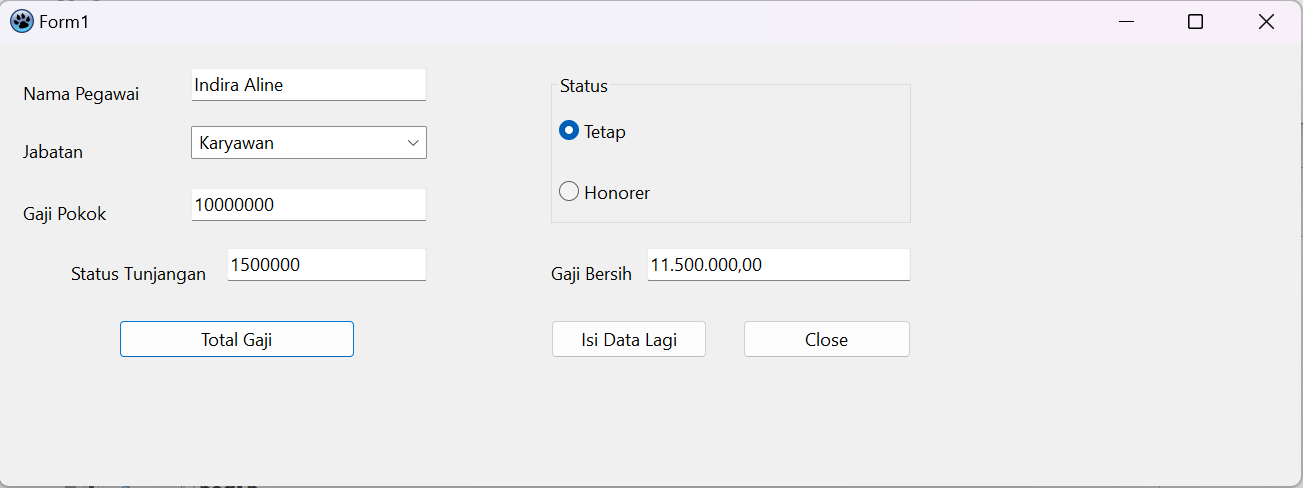 Form1
Nama Pegawai
Indira Aline
Jabatan
Karyawan
Gaji Pokok
10000000
Status Tunjangan
1500000
Total Gaji
Status
Tetap
Honorer
Gaji Bersih
11.500.000,00
Isi Data Lagi
Close